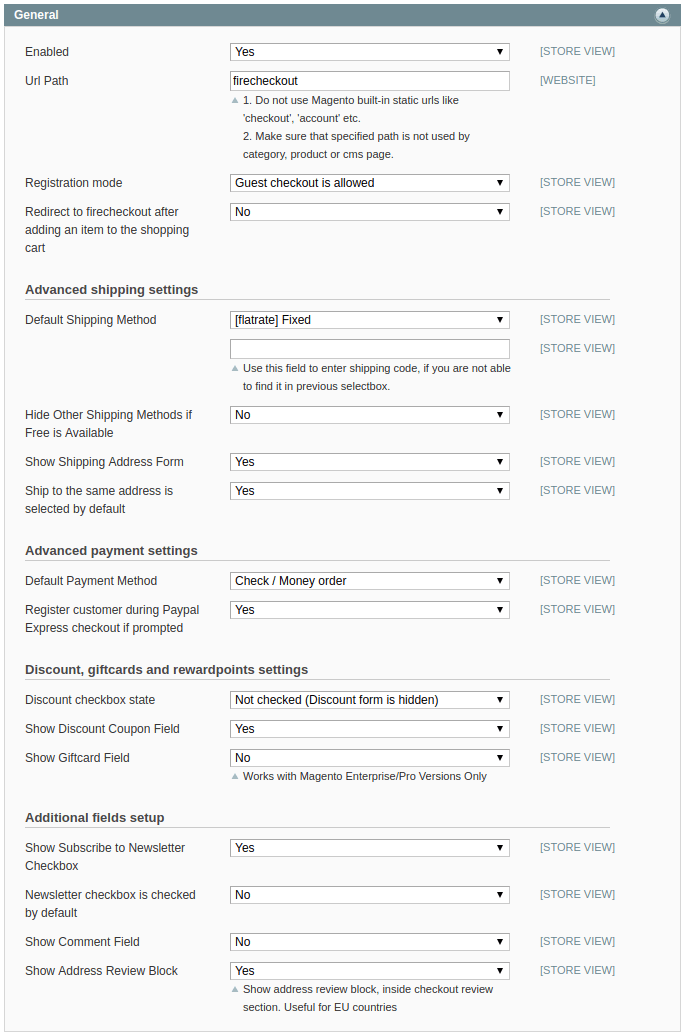 General
Enabled Yes [STORE VIEW]
Url Path firecheckout [WEBSITE]
1. Do not use Magento built-in static urls like
'checkout', 'account' etc.
2. Make sure that specified path is not used by
category, product or cms page.
Registration mode Guest checkout is allowed [STORE VIEW]
Redirect to firecheckout after No [STORE VIEW]
adding an item to the shopping
cart
Advanced shipping settings
Default Shipping Method [flatrate] Fixed [STORE VIEW]
[STORE VIEW]
Use this field to enter shipping code, if you are not able
to find it in previous selectbox.
Hide Other Shipping Methods if No [STORE VIEW]
Free is Available
Show Shipping Address Form Yes [STORE VIEW]
Ship to the same address is Yes [STORE VIEW]
selected by default
Advanced payment settings
Default Payment Method Check / Money order [STORE VIEW]
Register customer during Paypal Yes [STORE VIEW]
Express checkout if prompted
Discount, giftcards and rewardpoints settings
Discount checkbox state Not checked (Discount form is hidden) [STORE VIEW]
Show Discount Coupon Field Yes [STORE VIEW]
Show Giftcard Field No [STORE VIEW]
Works with Magento Enterprise/Pro Versions Only
Additional fields setup
Show Subscribe to Newsletter Yes [STORE VIEW]
Checkbox
Newsletter checkbox is checked No [STORE VIEW]
by default
Show Comment Field No [STORE VIEW]
Show Address Review Block Yes [STORE VIEW]
Show address review block, inside checkout review
section. Useful for EU countries